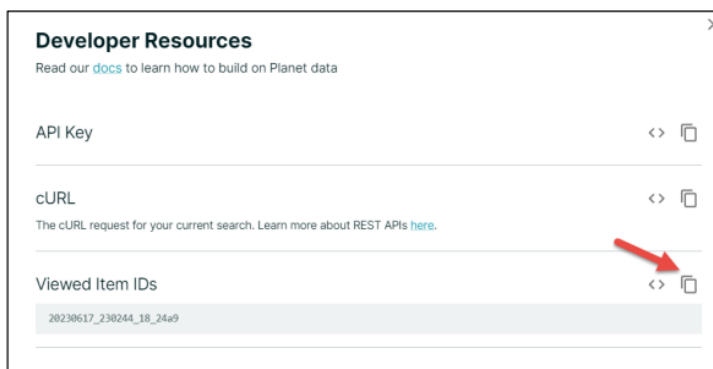 Developer Resources
Read our docs to learn how to build on Planet data
API Key
cURL
The cURL request for your current search. Learn more about REST APIs here.
Viewed Item IDs
20230617_230244_18_24a9